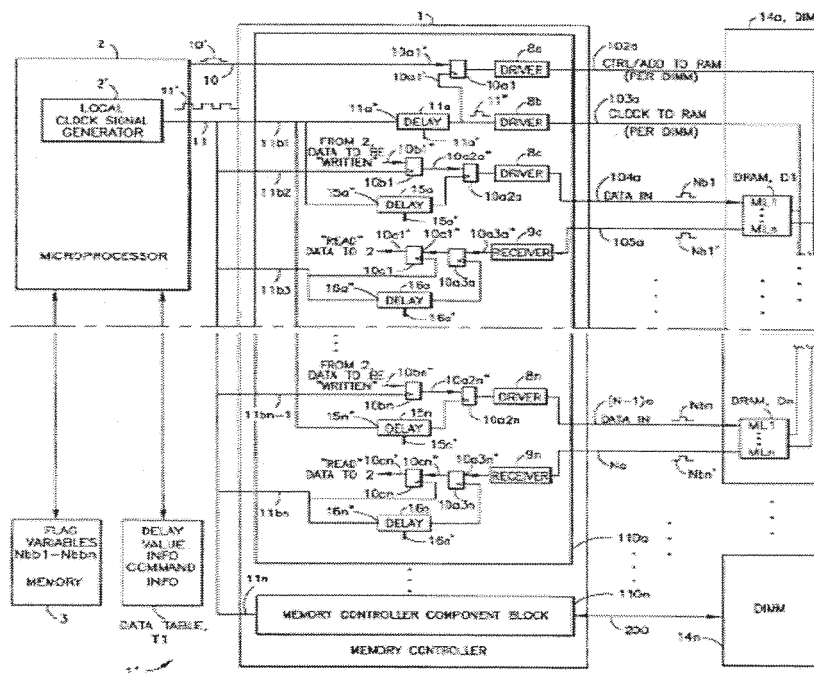 2
10'
10
2'
LOCAL
CLOCK SIGNAL
GENERATOR
11'
11
11b1
11b2
11b3
MICROPROCESSOR
1
10a1"
10a1'
10a1
8a
DRIVER
11a"
11a
DELAY
11a'
11"
8b
DRIVER
FROM 2,
DATA TO BE
"WRITTEN"
10b1"
10b1
10a2a"
10a2a
8c
DRIVER
15a"
15a
DELAY
15a'
"READ"
DATA TO 2
10c1"
10c1
10a3a"
10a3a
9c
RECEIVER
16a"
16a
DELAY
16a'
102a
CTRL/ADD TO RAM
(PER DIMM)
103a
CLOCK TO RAM
(PER DIMM)
104a
DATA IN
Nb1
105a
Nb1'
14a, DIM
DRAM, D1
ML1
MLn
FROM 2,
DATA TO BE
"WRITTEN"
10bn"
10bn
10a2n"
10a2n
8n
DRIVER
11bn-1
15n"
15n
DELAY
15n'
"READ"
DATA TO 2
10cn"
10cn
10a3n"
10a3n
9n
RECEIVER
11bn
16n"
16n
DELAY
16n'
(N-1)a
DATA IN
Nbn
Na
Nbn'
DRAM, Dn
ML1
MLn
110a
FLAG
VARIABLES
Nbb1-Nbbn
MEMORY
3
DELAY
VALUE
INFO
COMMAND
INFO
DATA TABLE,
T1
11n
MEMORY CONTROLLER COMPONENT BLOCK
110n
MEMORY CONTROLLER
200
DIMM
14n